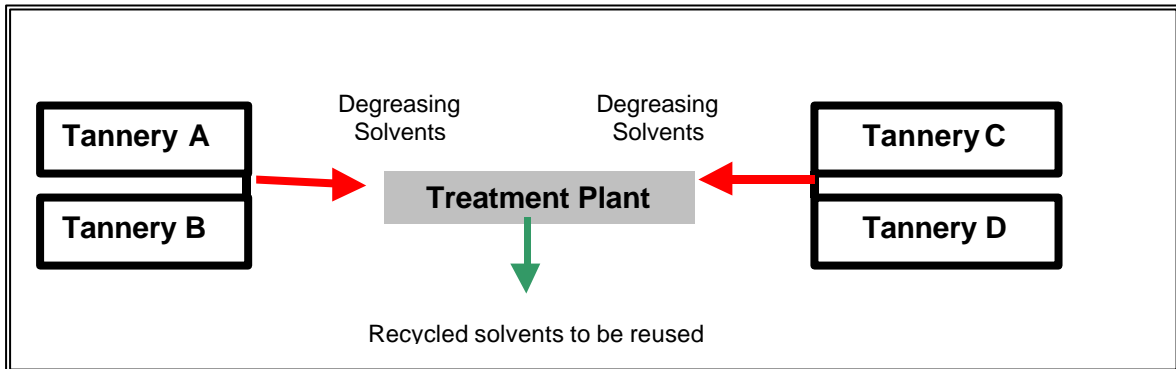 Degreasing
Solvents
Degreasing
Solvents
Tannery A
Tannery C
Treatment Plant
Tannery B
Tannery D
Recycled solvents to be reused